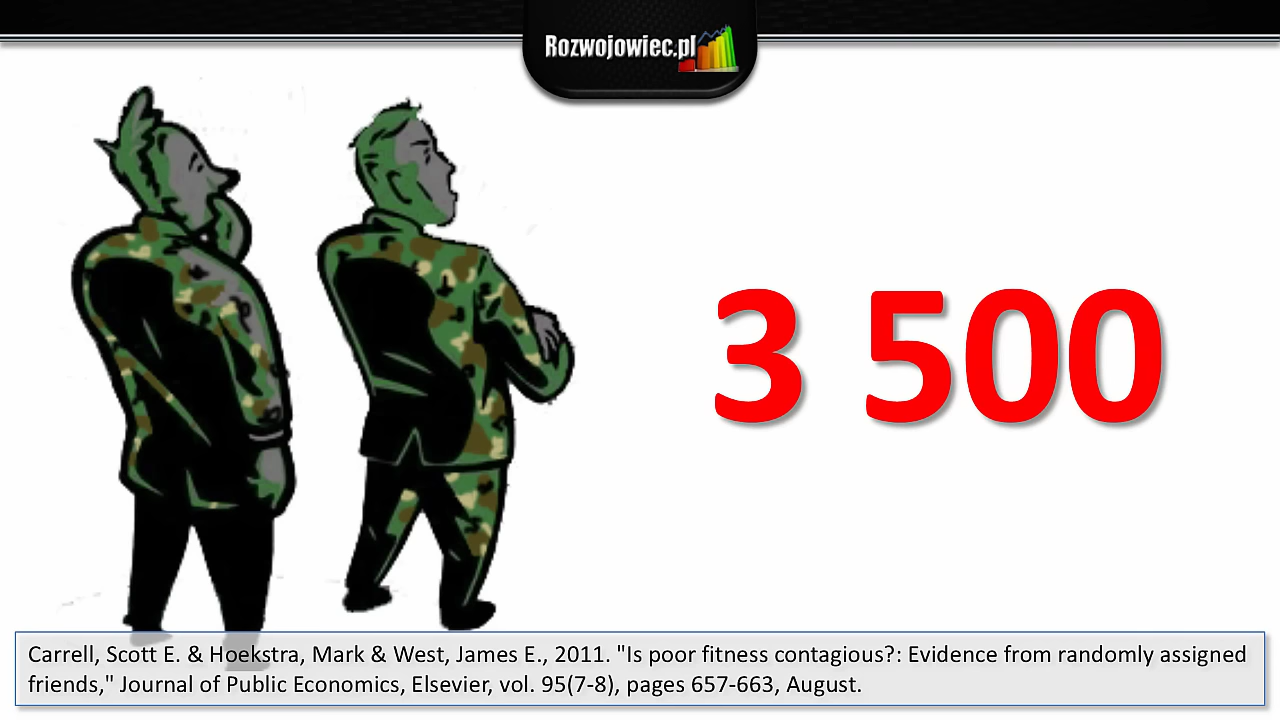 Rozwojowiec.pl
3 500
Carrell, Scott E. & Hoekstra, Mark & West, James E., 2011. "Is poor fitness contagious?: Evidence from randomly assigned
friends," Journal of Public Economics, Elsevier, vol. 95(7-8), pages 657-663, August.